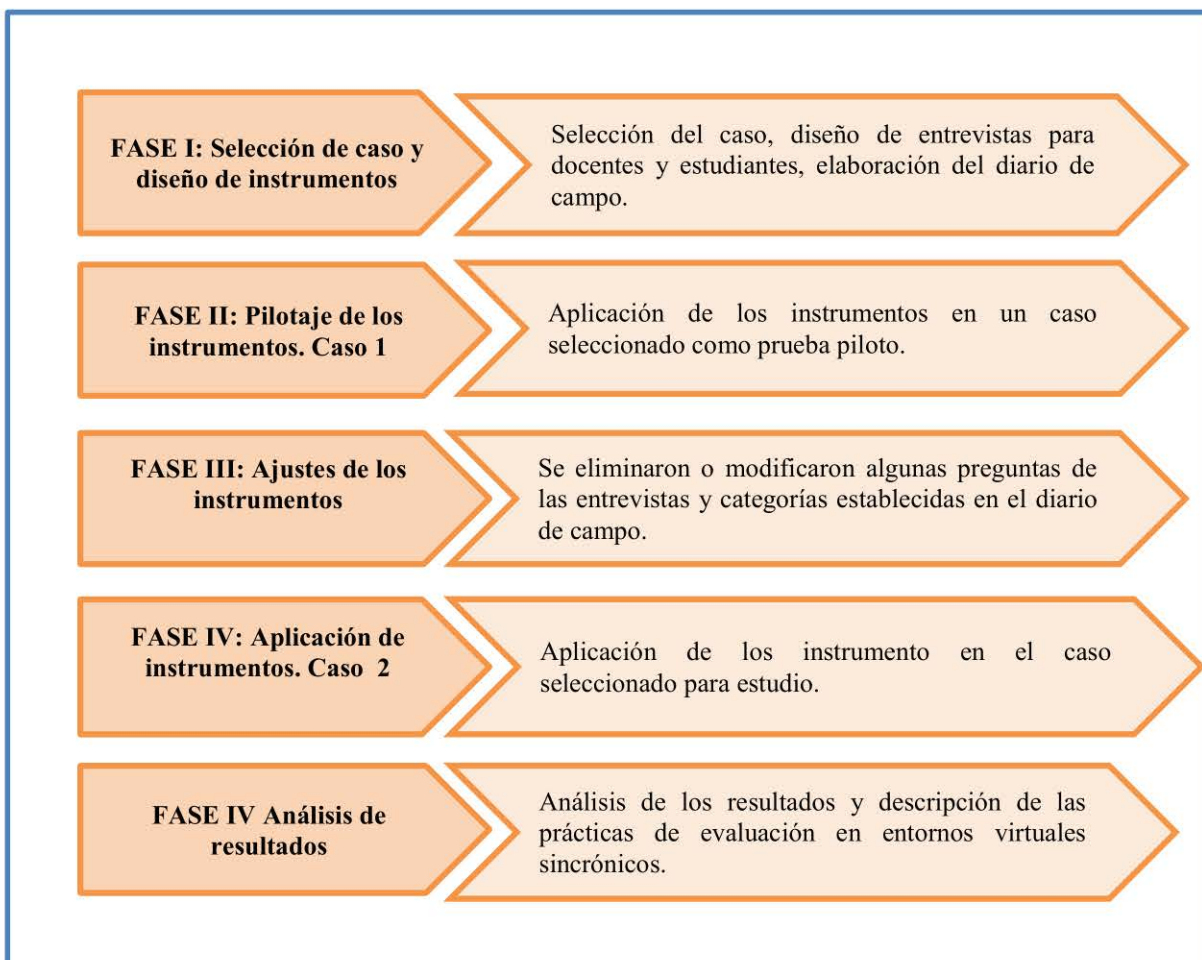 FASE I: Selección de caso y
diseño de instrumentos
Selección del caso, diseño de entrevistas para
docentes y estudiantes, elaboración del diario de
campo.
FASE II: Pilotaje de los
instrumentos. Caso 1
Aplicación de los instrumentos en un caso
seleccionado como prueba piloto.
FASE III: Ajustes de los
instrumentos
Se eliminaron o modificaron algunas preguntas de
las entrevistas y categorías establecidas en el diario
de campo.
FASE IV: Aplicación de
instrumentos. Caso 2
Aplicación de los instrumento en el caso
seleccionado para estudio.
FASE IV Análisis de
resultados
Análisis de los resultados y descripción de las
prácticas de evaluación en entornos virtuales
sincrónicos.